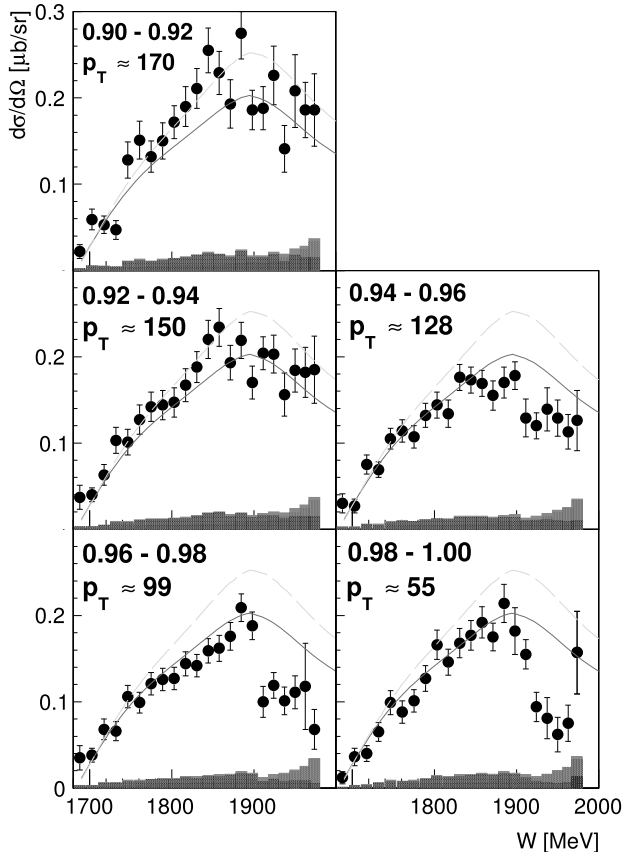 dσ/dΩ [μb/sr]
0.3
0.2
0.1
0.90 - 0.92
p_T ≈ 170
0.2
0.1
0.92 - 0.94
p_T ≈ 150
0.94 - 0.96
p_T ≈ 128
0.2
0.1
0
0.96 - 0.98
p_T ≈ 99
0.98 - 1.00
p_T ≈ 55
1700 1800 1900 1800 1900 2000
W [MeV]